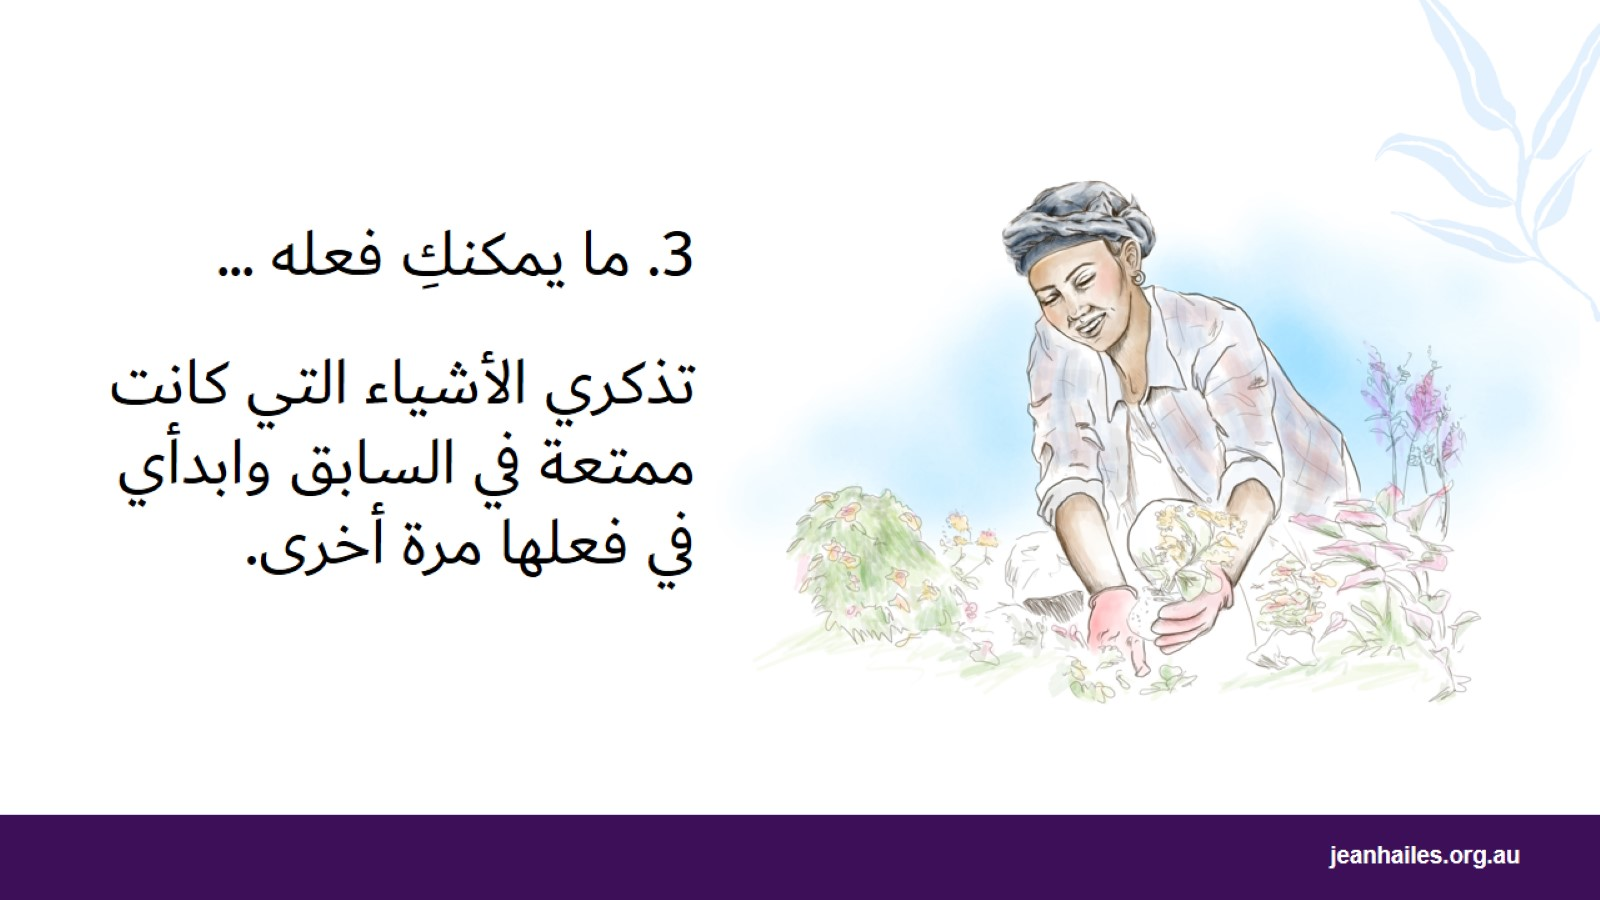 3. ما يمكنكِ فعله ...
تذكري الأشياء التي كانت
ممتعة في السابق وابدأي
في فعلها مرة أخرى.
jeanhailes.org.au